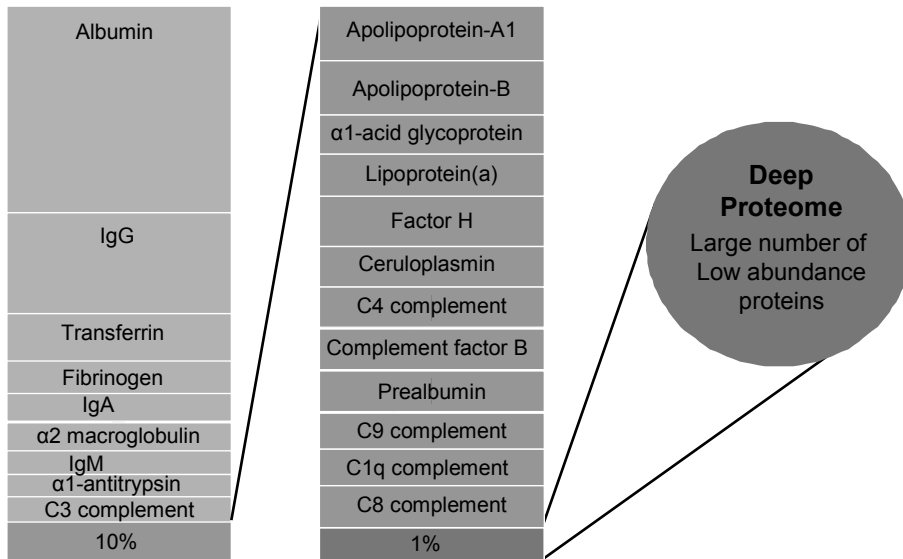 Albumin
IgG
Transferrin
Fibrinogen
IgA
α2 macroglobulin
IgM
α1-antitrypsin
C3 complement
10%
Apolipoprotein-A1
Apolipoprotein-B
α1-acid glycoprotein
Lipoprotein(a)
Factor H
Ceruloplasmin
C4 complement
Complement factor B
Prealbumin
C9 complement
C1q complement
C8 complement
1%
Deep
Proteome
Large number of
Low abundance
proteins